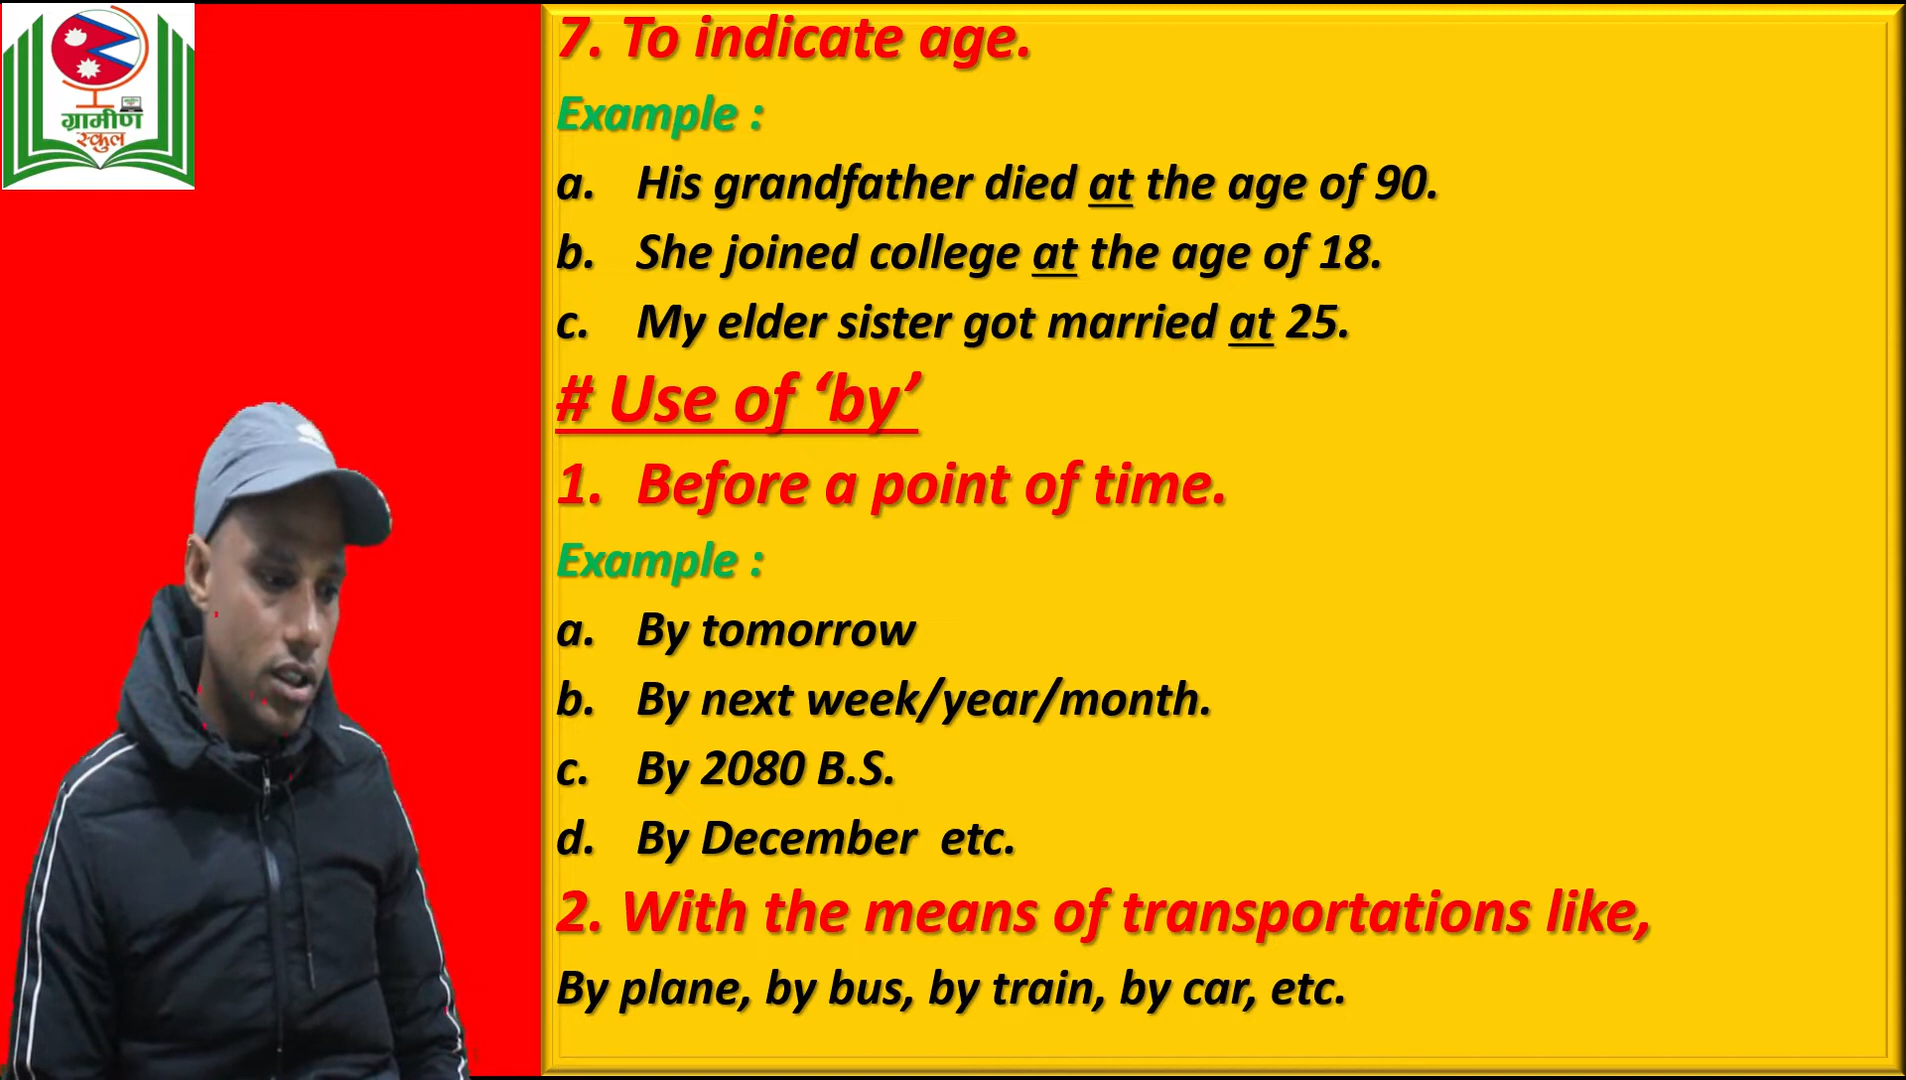 ग्रामीण
स्कुल
7. To indicate age.
Example :
a. His grandfather died at the age of 90.
b. She joined college at the age of 18.
c. My elder sister got married at 25.
# Use of ‘by’
1. Before a point of time.
Example :
a. By tomorrow
b. By next week/year/month.
c. By 2080 B.S.
d. By December etc.
2. With the means of transportations like,
By plane, by bus, by train, by car, etc.